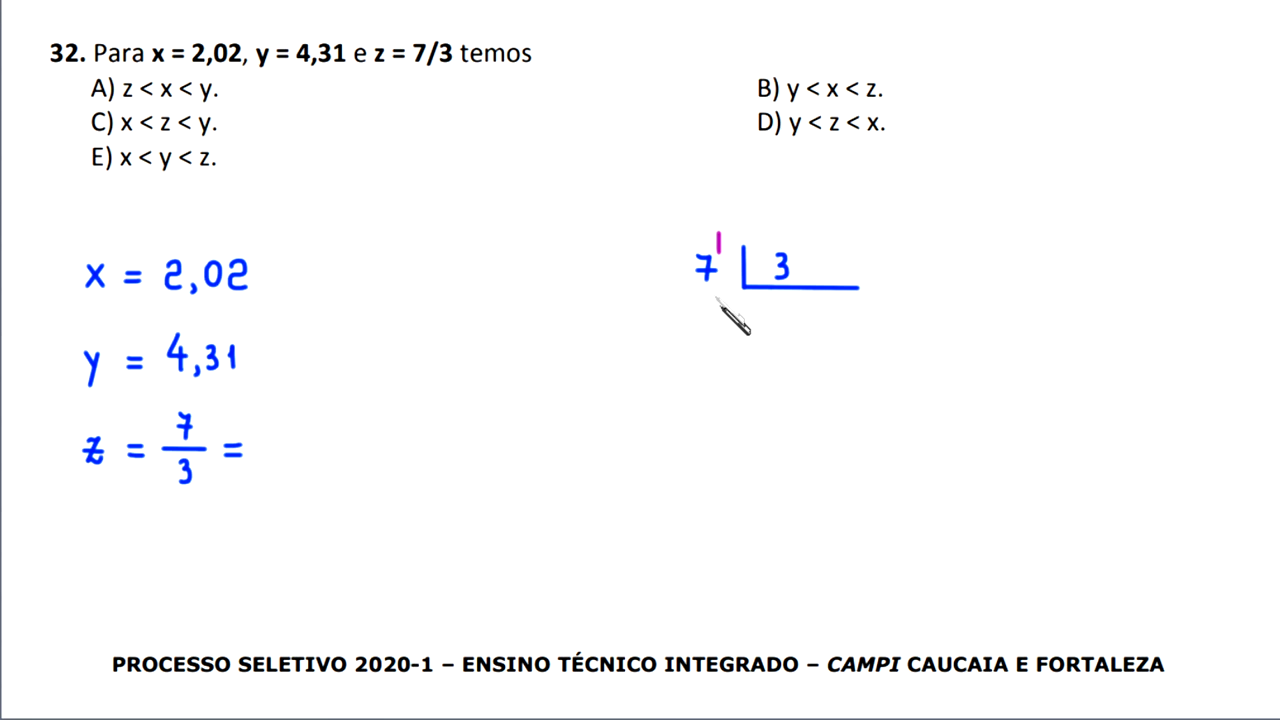 32. Para x = 2,02, y = 4,31 e z = 7/3 temos
A) z < x < y.
B) y < x < z.
C) x < z < y.
D) y < z < x.
E) x < y < z.
x = 2,02
7 3
y = 4,31
z = 7/3 =
PROCESSO SELETIVO 2020-1 – ENSINO TÉCNICO INTEGRADO – CAMPI CAUCAIA E FORTALEZA